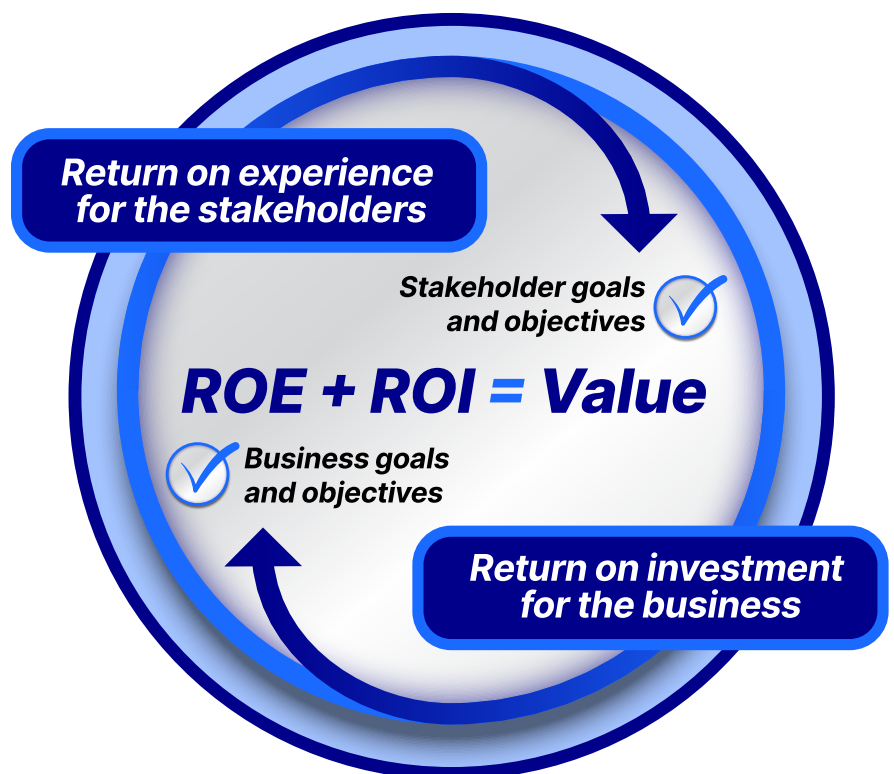 Return on experience
for the stakeholders
Stakeholder goals
and objectives
ROE + ROI = Value
Business goals
and objectives
Return on investment
for the business